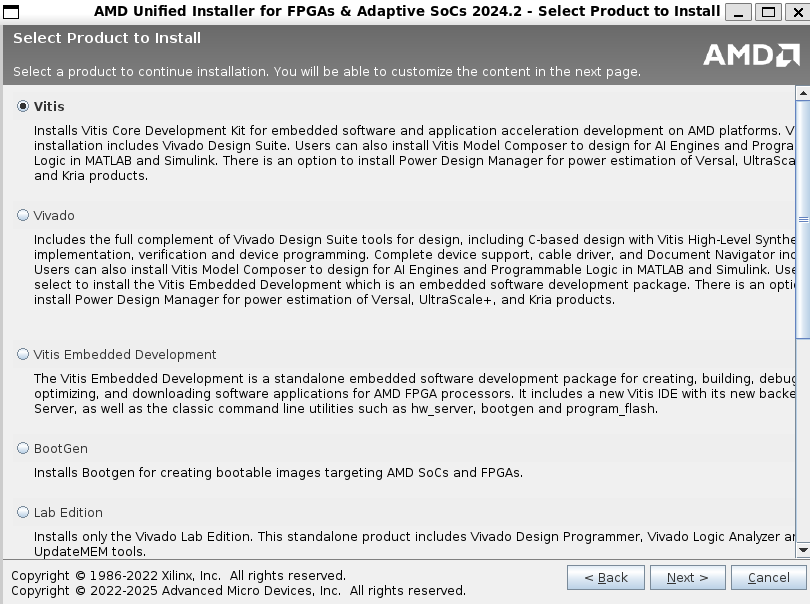 AMD Unified Installer for FPGAs & Adaptive SoCs 2024.2 - Select Product to Install
Select Product to Install
Select a product to continue installation. You will be able to customize the content in the next page.
AMD
Vitis
Installs Vitis Core Development Kit for embedded software and application acceleration development on AMD platforms. V
installation includes Vivado Design Suite. Users can also install Vitis Model Composer to design for AI Engines and Progra
Logic in MATLAB and Simulink. There is an option to install Power Design Manager for power estimation of Versal, UltraSca
and Kria products.
Vivado
Includes the full complement of Vivado Design Suite tools for design, including C-based design with Vitis High-Level Synthe
implementation, verification and device programming. Complete device support, cable driver, and Document Navigator inc
Users can also install Vitis Model Composer to design for AI Engines and Programmable Logic in MATLAB and Simulink. Use
select to install the Vitis Embedded Development which is an embedded software development package. There is an opti
install Power Design Manager for power estimation of Versal, UltraScale+, and Kria products.
Vitis Embedded Development
The Vitis Embedded Development is a standalone embedded software development package for creating, building, debug
optimizing, and downloading software applications for AMD FPGA processors. It includes a new Vitis IDE with its new backe
Server, as well as the classic command line utilities such as hw_server, bootgen and program_flash.
BootGen
Installs Bootgen for creating bootable images targeting AMD SoCs and FPGAs.
Lab Edition
Installs only the Vivado Lab Edition. This standalone product includes Vivado Design Programmer, Vivado Logic Analyzer ar
UpdateMEM tools.
Copyright © 1986-2022 Xilinx, Inc. All rights reserved.
Copyright © 2022-2025 Advanced Micro Devices, Inc. All rights reserved.
< Back
Next >
Cancel